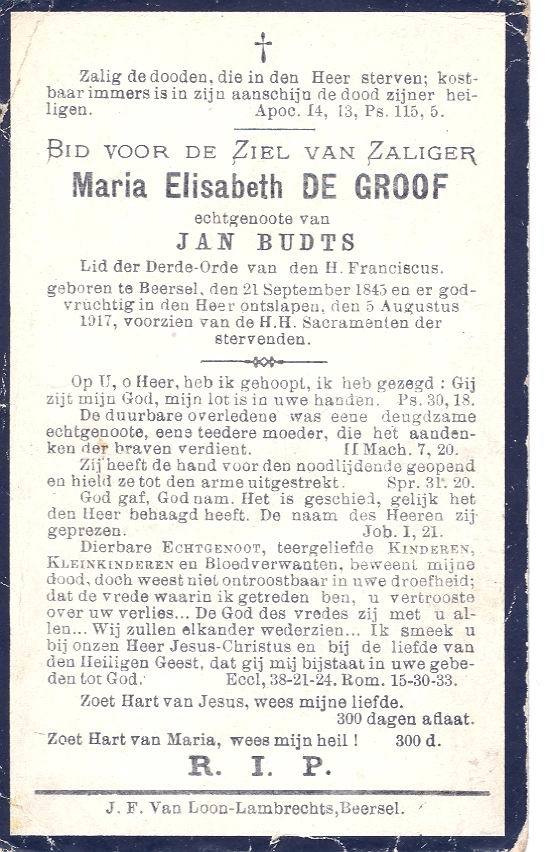 Zalig de dooden, die in den Heer sterven; kost-
baar immers is in zijn aanschijn de dood zijner hei-
ligen. Apoc. 14, 13, Ps. 115, 5.
BID VOOR DE ZIEL VAN ZALIGER
Maria Elisabeth DE GROOF
echtgenoote van
JAN BUDTS
Lid der Derde-Orde van den H. Franciscus.
geboren te Beersel, den 21 September 1845 en er god-
vruchtig in den Heer ontslapen, den 5 Augustus
1917, voorzien van de H.H. Sacramenten der
stervenden.
Op U, o Heer, heb ik gehoopt, ik heb gezegd : Gij
zijt mijn God, mijn lot is in uwe handen. Ps. 30, 18.
De duurbare overledene was eene deugdzame
echtgenoote, eene teedere moeder, die het aanden-
ken der braven verdient. II Mach. 7, 20.
Zij heeft de hand voor den noodlijdende geopend
en hield ze tot den arme uitgestrekt. Spr. 31. 20.
God gaf, God nam. Het is geschied, gelijk het
den Heer behaagd heeft. De naam des Heeren zij
geprezen. Job. I, 21.
Dierbare ECHTGENOOT, teergeliefde KINDEREN,
KLEINKINDEREN en Bloedverwanten, beweent mijne
dood, doch weest niet ontroostbaar in uwe droefheid;
dat de vrede waarin ik getreden ben, u vertrooste
over uw verlies... De God des vredes zij met u al
len... Wij zullen elkander wederzien... Ik smeek u
bij onzen Heer Jesus-Christus en bij de liefde van
den Heiligen Geest, dat gij mij bijstaat in uwe gebe-
den tot God. Eccl, 38-21-24. Rom. 15-30-33.
Zoet Hart van Jesus, wees mijne liefde.
300 dagen aflaat.
Zoet Hart van Maria, wees mijn heil ! 300 d.
R. I. P.
J. F. Van Loon-Lambrechts, Beersel.